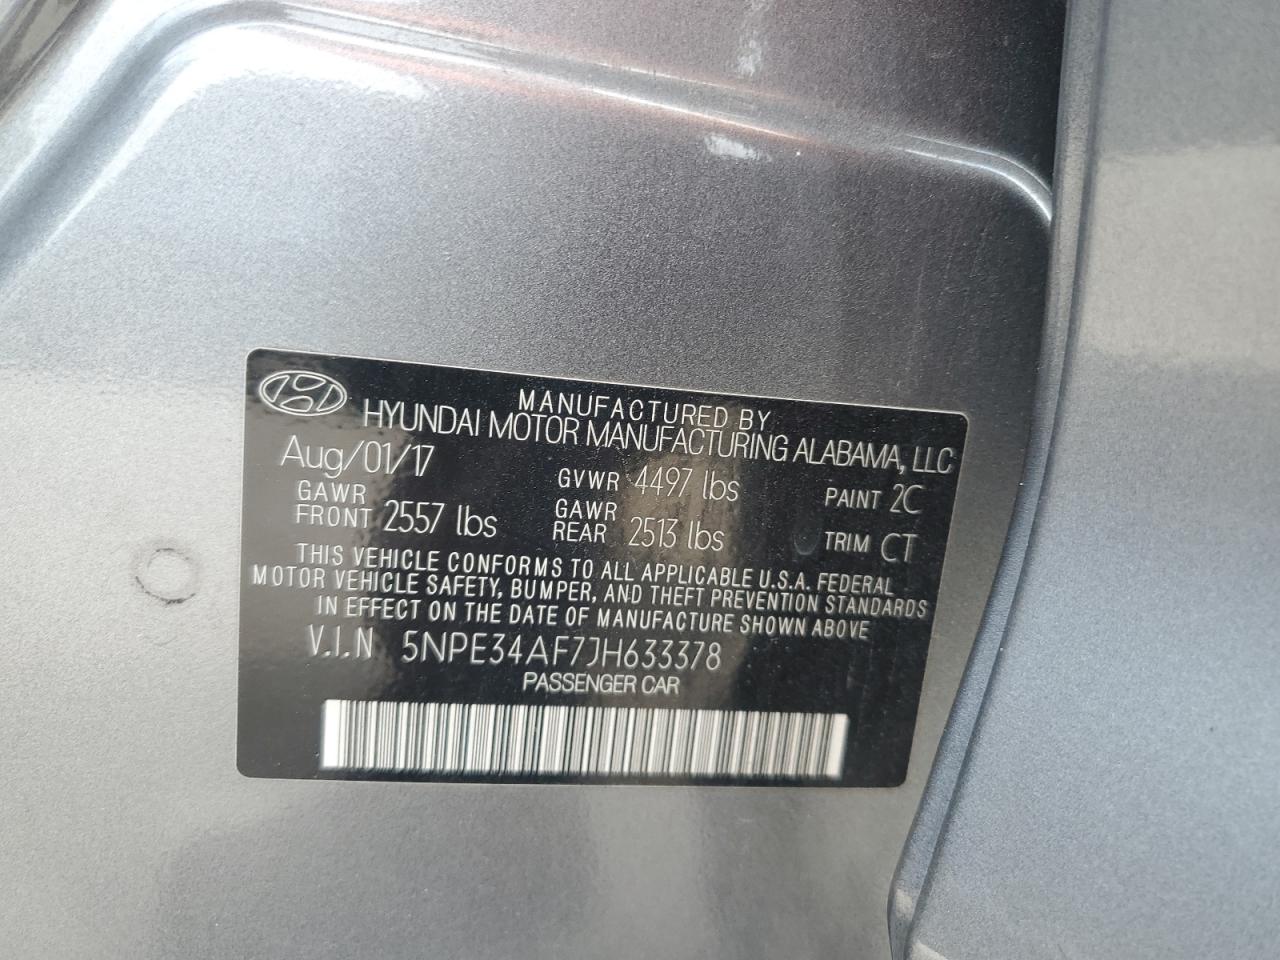 MANUFACTURED BY
HYUNDAI MOTOR MANUFACTURING ALABAMA, LLC
Aug/01/17 GVWR 4497 lbs PAINT 2C
GAWR FRONT 2557 lbs GAWR REAR 2513 lbs TRIM CT
THIS VEHICLE CONFORMS TO ALL APPLICABLE U.S.A. FEDERAL
MOTOR VEHICLE SAFETY, BUMPER, AND THEFT PREVENTION STANDARDS
IN EFFECT ON THE DATE OF MANUFACTURE SHOWN ABOVE
V.I.N 5NPE34AF7JH633378
PASSENGER CAR